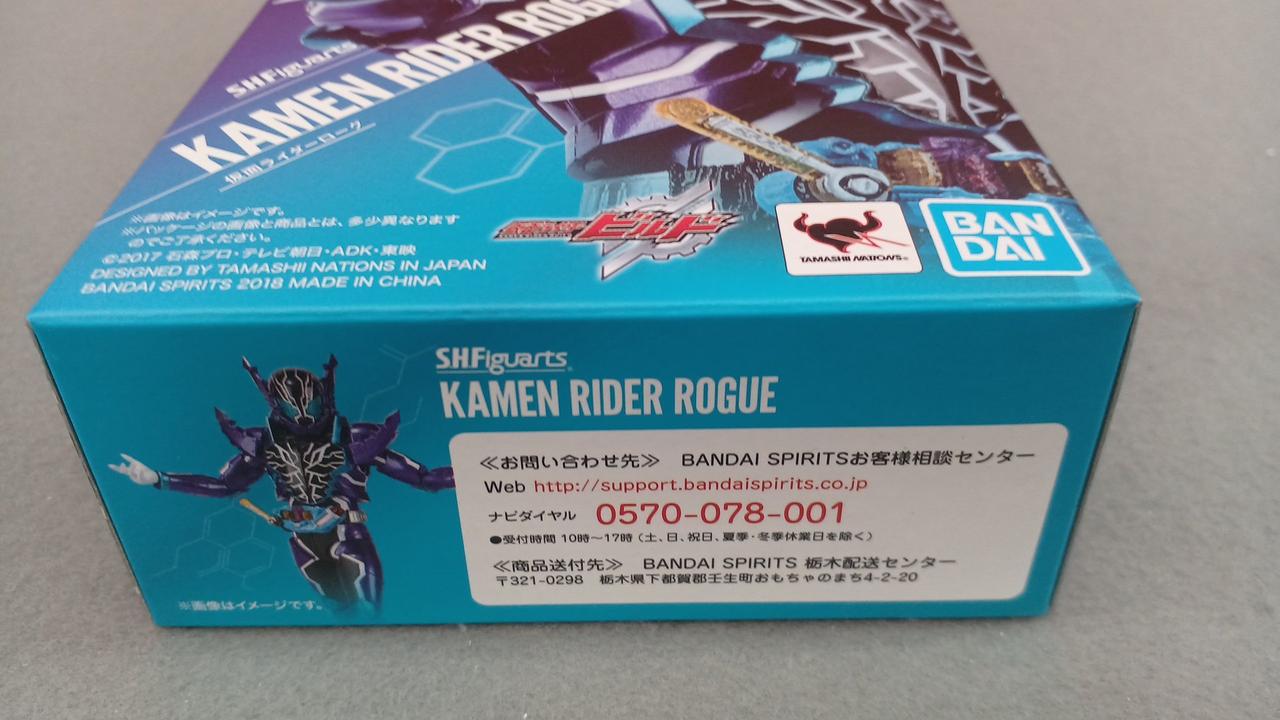 S.H.Figuarts
KAMEN RIDER ROGUE
仮面ライダーローグ
※画像はイメージです。
※パッケージの画像と商品とは、多少異なります
のでご了承ください。
©2017 石森プロ・テレビ朝日・ADK・東映
DESIGNED BY TAMASHII NATIONS IN JAPAN
BANDAI SPIRITS 2018 MADE IN CHINA
仮面ライダービルド
TAMASHII NATIONS®
BAN
DAI
S.H.Figuarts
KAMEN RIDER ROGUE
≪お問い合わせ先≫ BANDAI SPIRITSお客様相談センター
Web http://support.bandaispirits.co.jp
ナビダイヤル 0570-078-001
●受付時間 10時~17時 (土、日、祝日、夏季・冬季休業日を除く)
≪商品送付先≫ BANDAI SPIRITS 栃木配送センター
〒321-0298 栃木県下都賀郡壬生町おもちゃのまち4-2-20
※画像はイメージです。